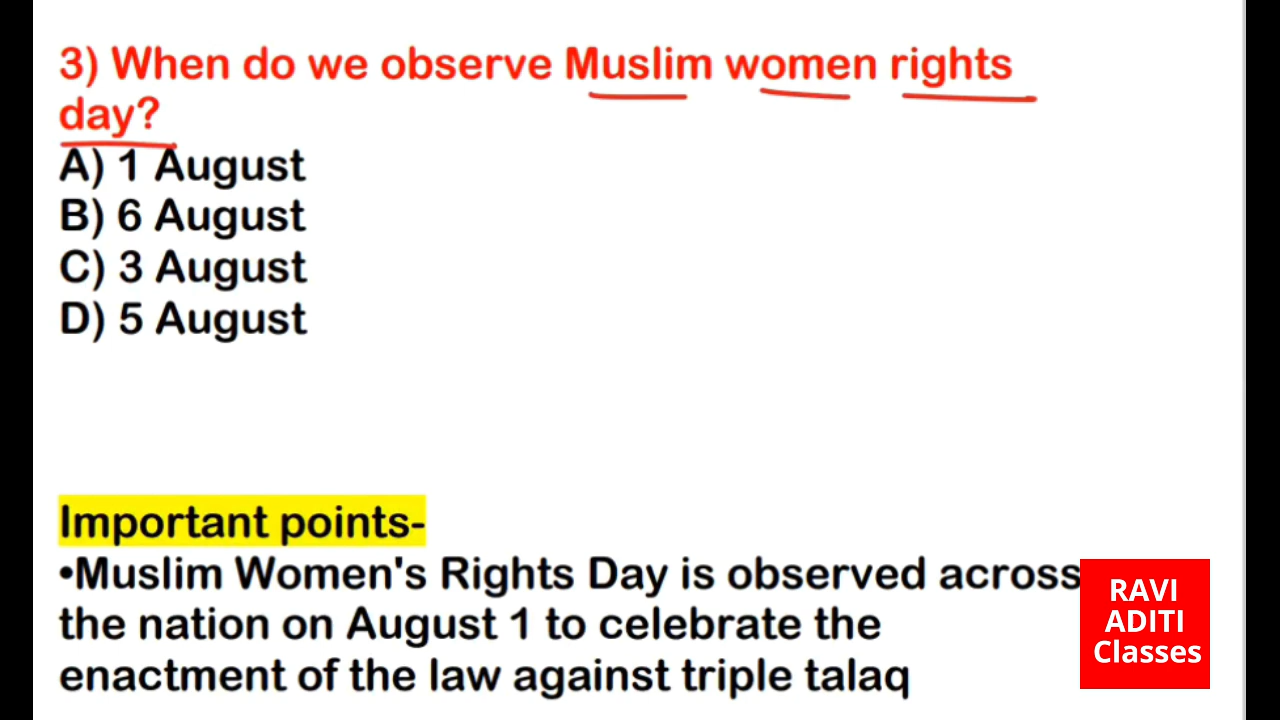 3) When do we observe Muslim women rights
day?
A) 1 August
B) 6 August
C) 3 August
D) 5 August
Important points-
•Muslim Women's Rights Day is observed across
the nation on August 1 to celebrate the
enactment of the law against triple talaq
RAVI
ADITI
Classes